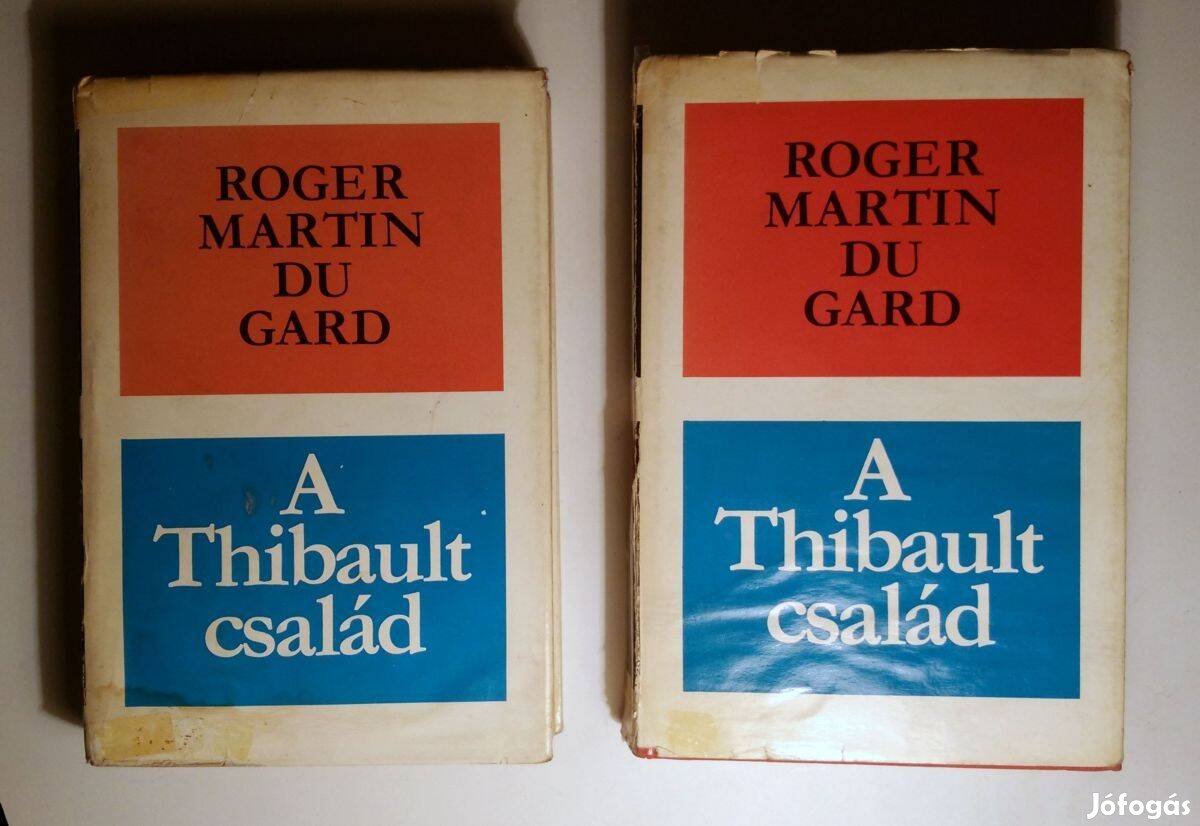 ROGER
MARTIN
DU
GARD
A
Thibault
család
ROGER
MARTIN
DU
GARD
A
Thibault
család
Jófogás